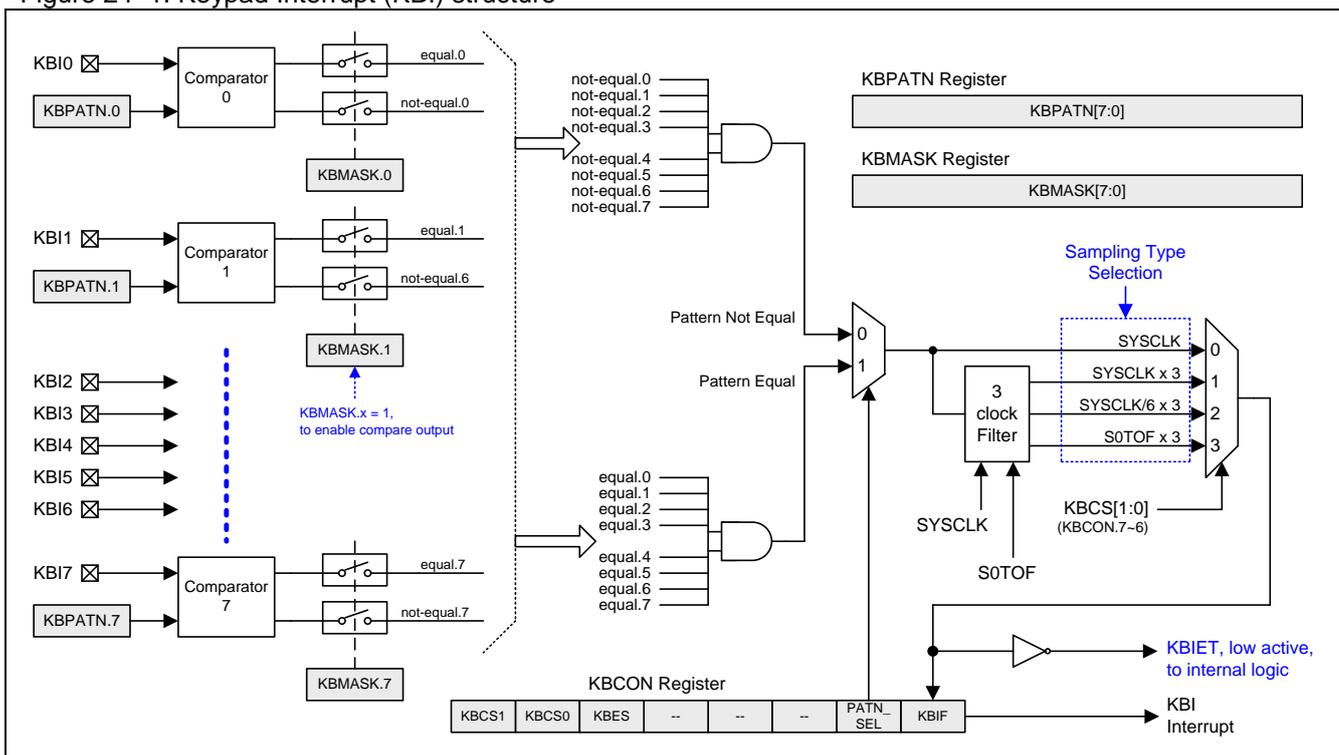 Figure 24-1. Keypad Interrupt (KBI) structure
KBI0
KBPATN.0
Comparator
0
equal.0
not-equal.0
KBMASK.0
KBI1
KBPATN.1
Comparator
1
equal.1
not-equal.6
KBMASK.1
KBMASK.x = 1,
to enable compare output
KBI2
KBI3
KBI4
KBI5
KBI6
KBI7
KBPATN.7
Comparator
7
equal.7
not-equal.7
KBMASK.7
not-equal.0
not-equal.1
not-equal.2
not-equal.3
not-equal.4
not-equal.5
not-equal.6
not-equal.7
equal.0
equal.1
equal.2
equal.3
equal.4
equal.5
equal.6
equal.7
KBPATN Register
KBPATN[7:0]
KBMASK Register
KBMASK[7:0]
Pattern Not Equal
Pattern Equal
0
1
Sampling Type
Selection
3
clock
Filter
SYSCLK
SYSCLK x 3
SYSCLK/6 x 3
S0TOF x 3
0
1
2
3
SYSCLK
S0TOF
KBCS[1:0]
(KBCON.7~6)
KBCON Register
KBCS1 KBCS0 KBES -- -- -- PATN_ KBIF
SEL
KBIET, low active,
to internal logic
KBI
Interrupt